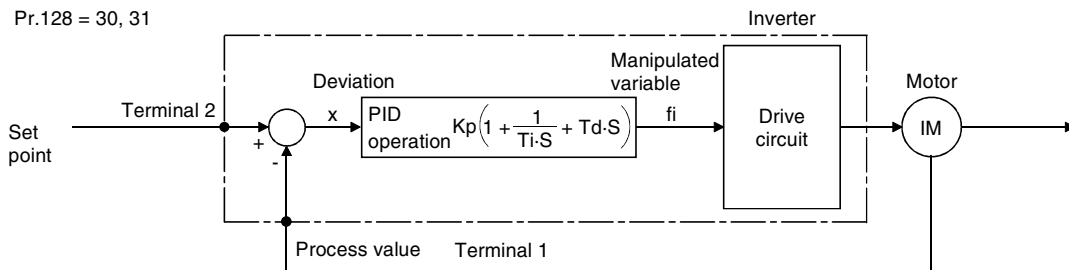 Pr.128 = 30, 31
Inverter
Manipulated
variable
Deviation
Motor
Terminal 2
x
PID
operation
Kp(1 + 1/Ti·S + Td·S)
fi
Drive
circuit
IM
Set
point
+
-
Process value
Terminal 1